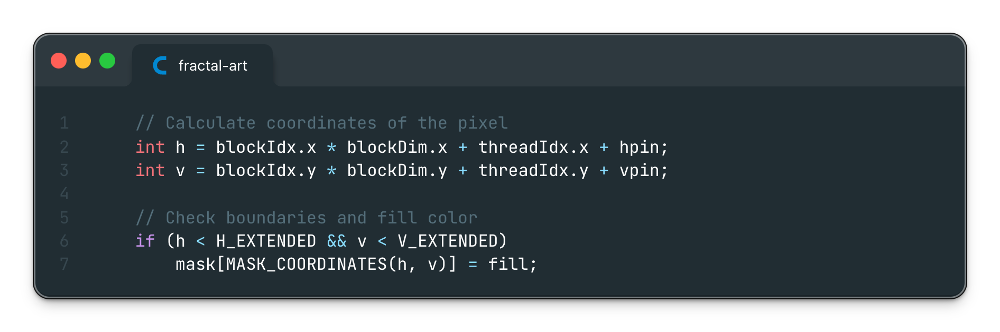 fractal-art
1 // Calculate coordinates of the pixel
2 int h = blockIdx.x * blockDim.x + threadIdx.x + hpin;
3 int v = blockIdx.y * blockDim.y + threadIdx.y + vpin;
4
5 // Check boundaries and fill color
6 if (h < H_EXTENDED && v < V_EXTENDED)
7 mask[MASK_COORDINATES(h, v)] = fill;